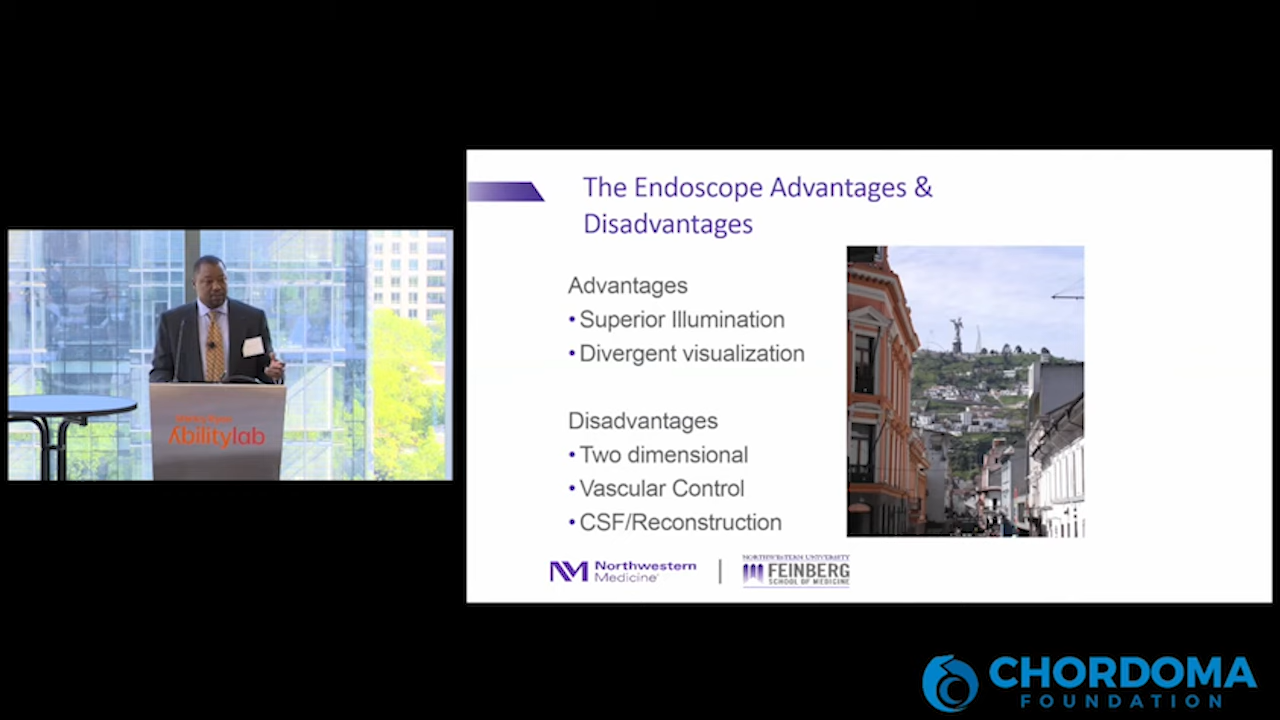 The Endoscope Advantages &
Disadvantages
Advantages
• Superior Illumination
• Divergent visualization
Disadvantages
• Two dimensional
• Vascular Control
• CSF/Reconstruction
NM Northwestern
Medicine®
NORTHWESTERN UNIVERSITY
FEINBERG
SCHOOL OF MEDICINE
Abilitylab
CHORDOMA
FOUNDATION